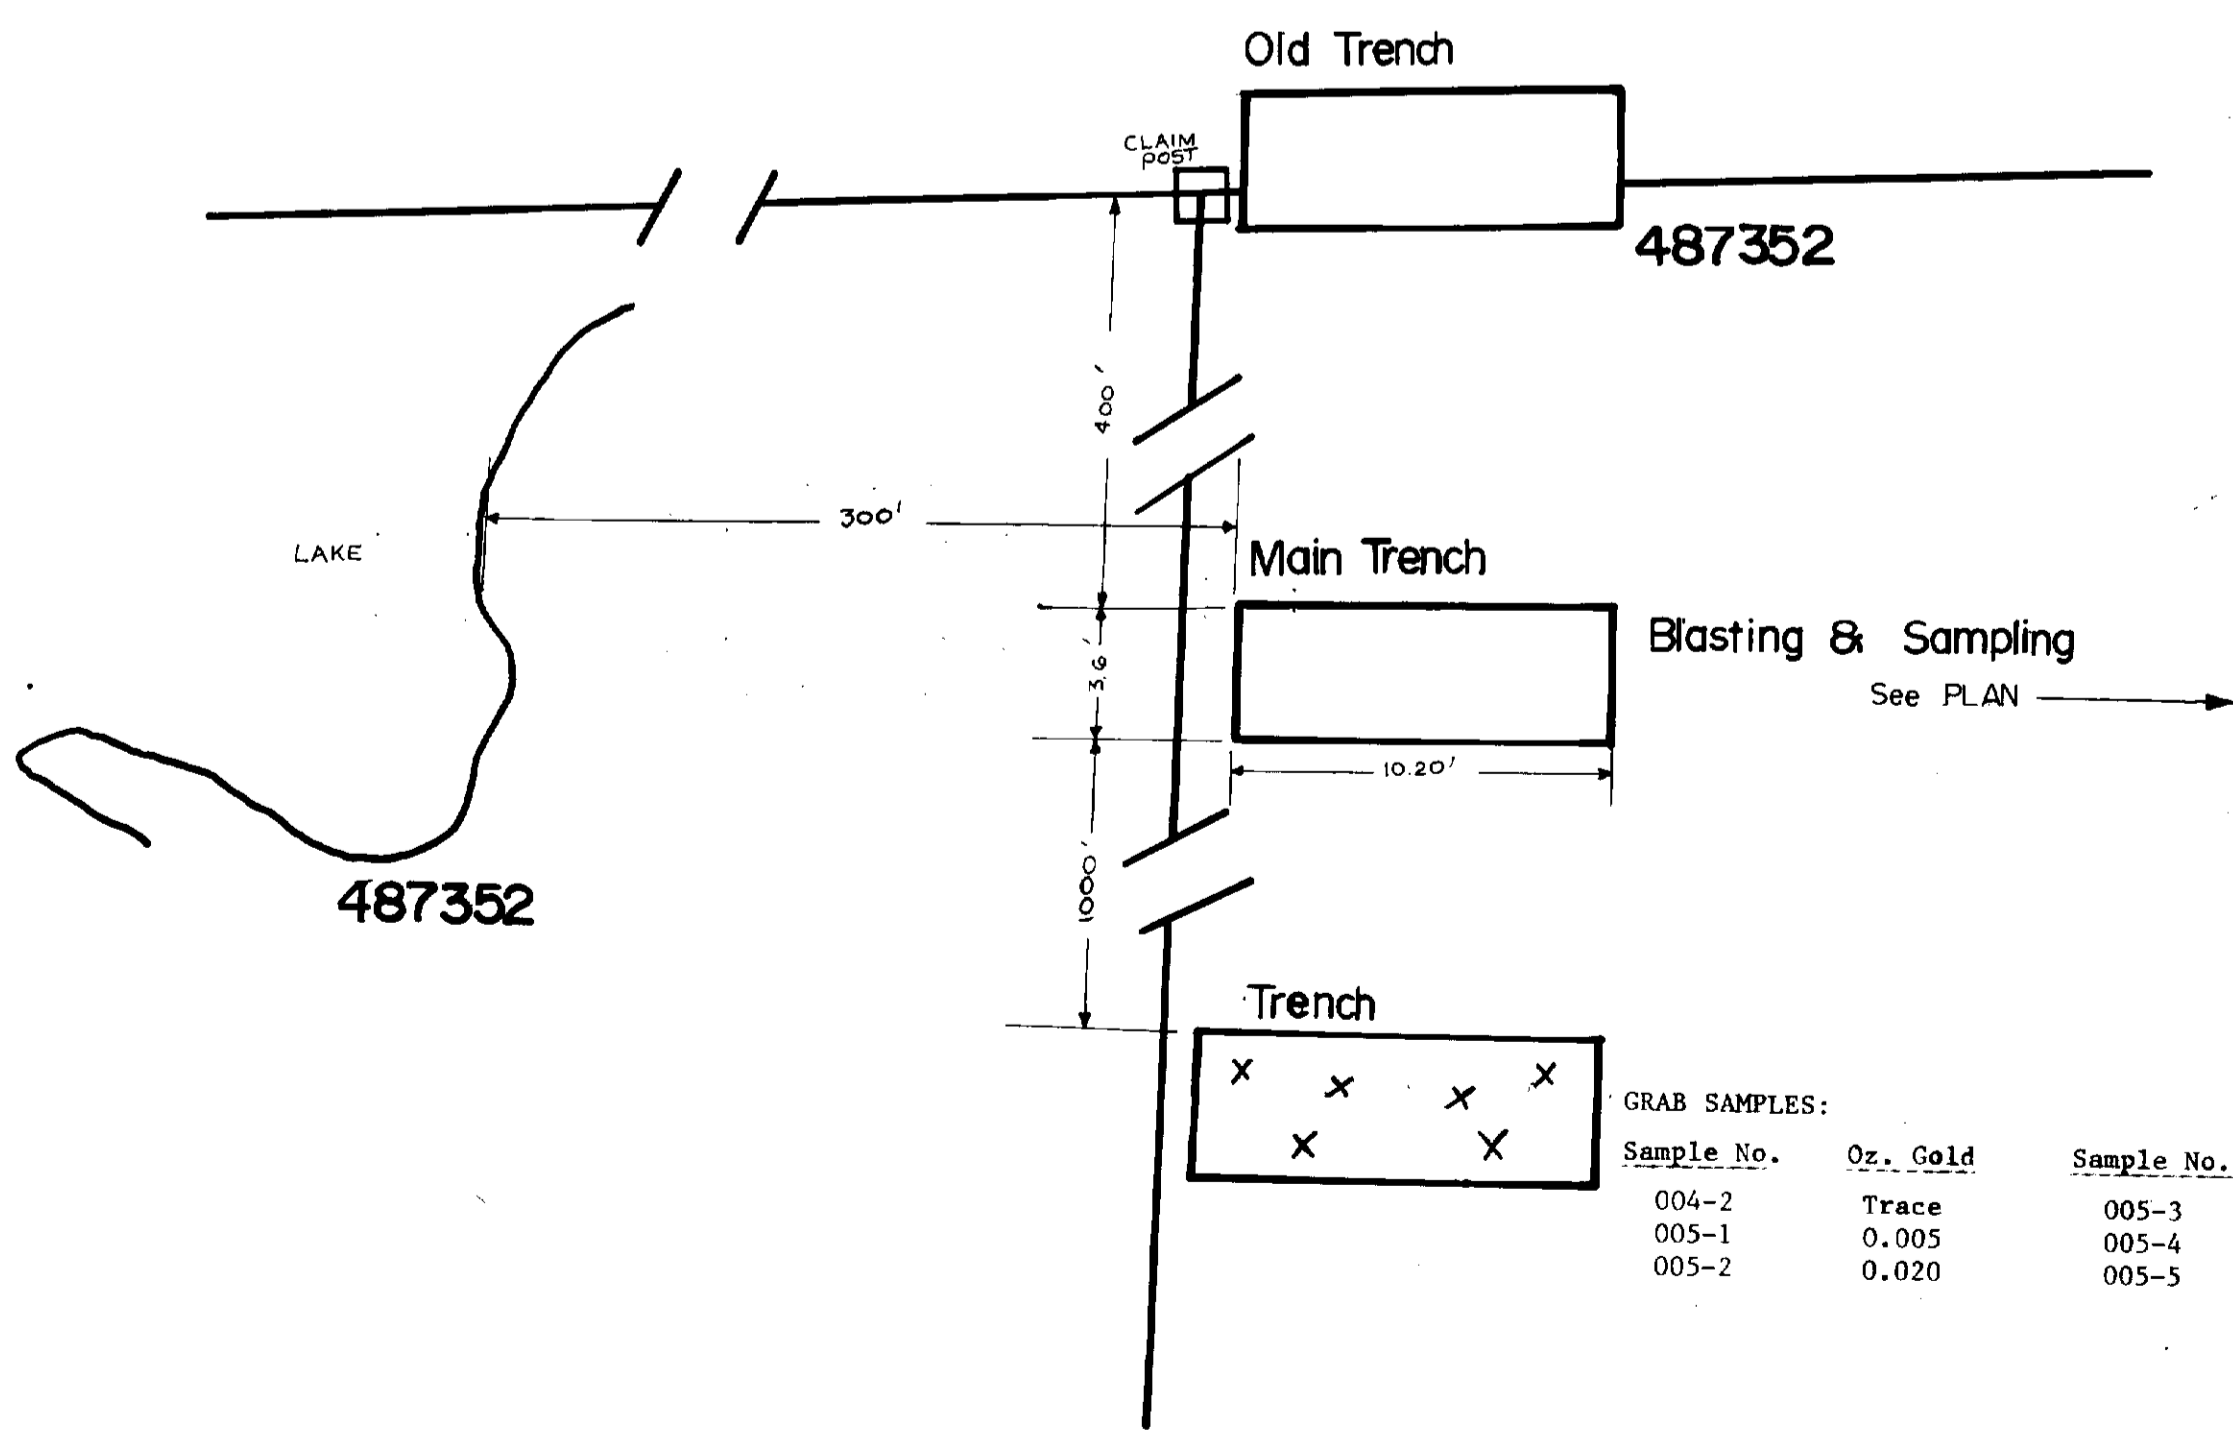 Old Trench
CLAIM
POST
487352
400'
300'
LAKE
Main Trench
Blasting & Sampling
3.6'
See PLAN
10.20'
1000'
487352
Trench
GRAB SAMPLES:
Sample No. Oz. Gold Sample No.
004-2 Trace 005-3
005-1 0.005 005-4
005-2 0.020 005-5